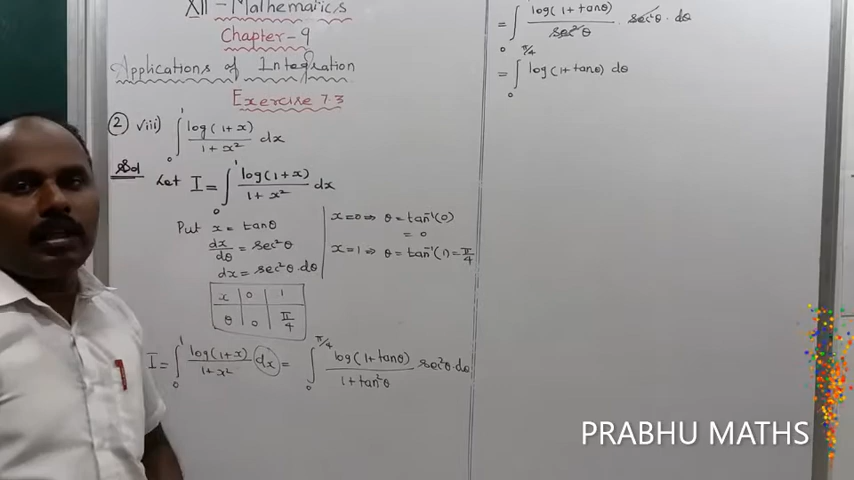 XII - Mathematics
Chapter - 9
Applications of Integration
Exercise 7.3
② viii) ∫₀¹ log(1+x)/(1+x²) dx
Sol Let I = ∫₀¹ log(1+x)/(1+x²) dx
Put x = tanθ
dx/dθ = sec²θ
dx = sec²θ·dθ
x=0 ⇒ θ = tan⁻¹(0)
= 0
x=1 ⇒ θ = tan⁻¹(1) = π/4
x | 0 | 1
θ | 0 | π/4
I = ∫₀¹ log(1+x)/(1+x²) dx = ∫₀^(π/4) log(1+tanθ)/(1+tan²θ) sec²θ·dθ
= ∫₀ log(1+tanθ)/sec²θ · sec²θ·dθ
= ∫₀^(π/4) log(1+tanθ) dθ
PRABHU MATHS